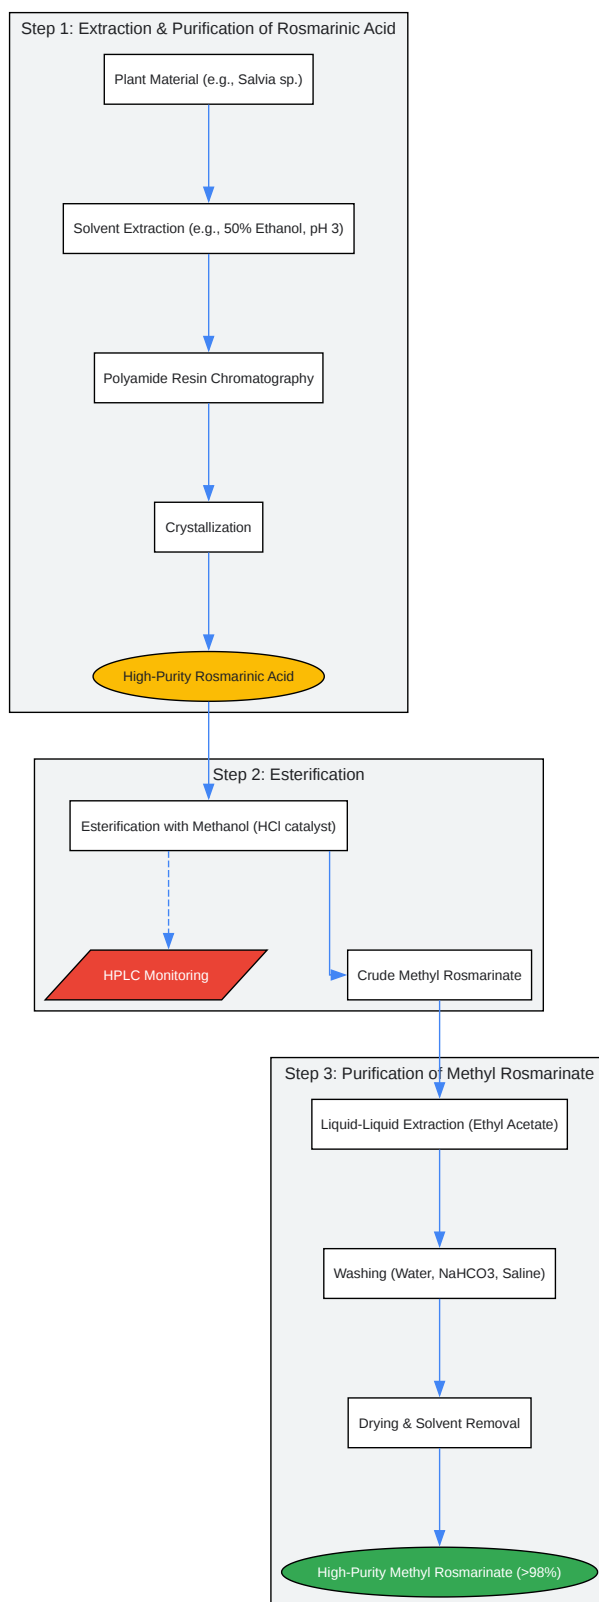 Step 1: Extraction & Purification of Rosmarinic Acid
Plant Material (e.g., Salvia sp.)
Solvent Extraction (e.g., 50% Ethanol, pH 3)
Polyamide Resin Chromatography
Crystallization
High-Purity Rosmarinic Acid
Step 2: Esterification
Esterification with Methanol (HCl catalyst)
HPLC Monitoring
Crude Methyl Rosmarinate
Step 3: Purification of Methyl Rosmarinate
Liquid-Liquid Extraction (Ethyl Acetate)
Washing (Water, NaHCO3, Saline)
Drying & Solvent Removal
High-Purity Methyl Rosmarinate (>98%)